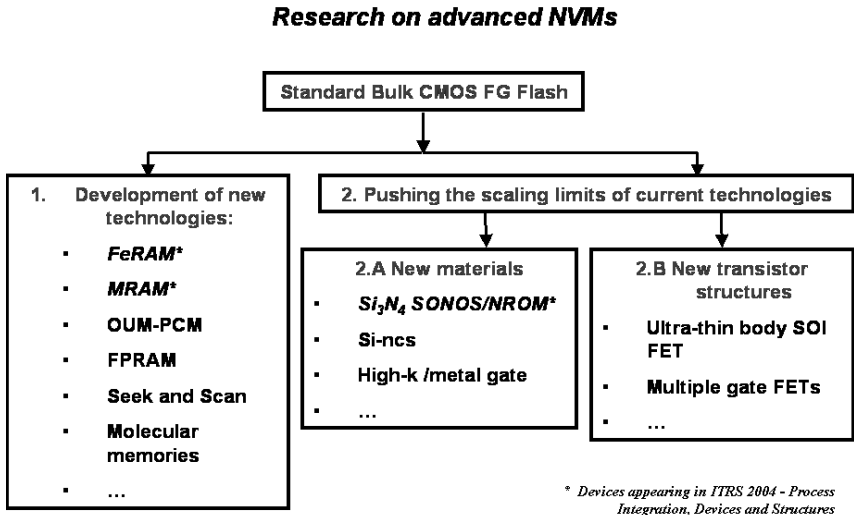 Research on advanced NVMs
Standard Bulk CMOS FG Flash
1. Development of new
technologies:
▪ FeRAM*
▪ MRAM*
▪ OUM-PCM
▪ FPRAM
▪ Seek and Scan
▪ Molecular
memories
▪ ...
2. Pushing the scaling limits of current technologies
2.A New materials
▪ Si₃N₄ SONOS/NROM*
▪ Si-ncs
▪ High-k /metal gate
▪ ...
2.B New transistor
structures
▪ Ultra-thin body SOI
FET
▪ Multiple gate FETs
▪ ...
* Devices appearing in ITRS 2004 - Process
Integration, Devices and Structures